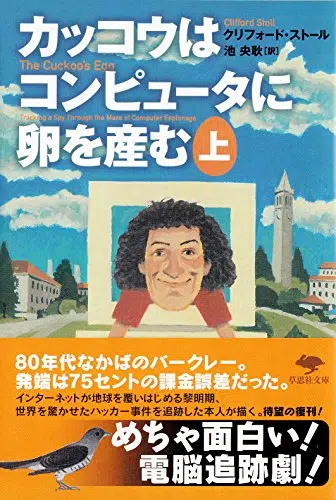 Clifford Stoll
カッコウは
クリフォード・ストール
池 央耿[訳]
The Cuckoo's Egg
コンピュータに
卵を産む 上
Tracking a Spy Through the Maze of Computer Espionage
80年代なかばのバークレー。
発端は75セントの課金誤差だった。
インターネットが地球を覆いはじめる黎明期、
世界を驚かせたハッカー事件を追跡した本人が描く。待望の復刊!
草思社文庫
めちゃ面白い!
電脳追跡劇!